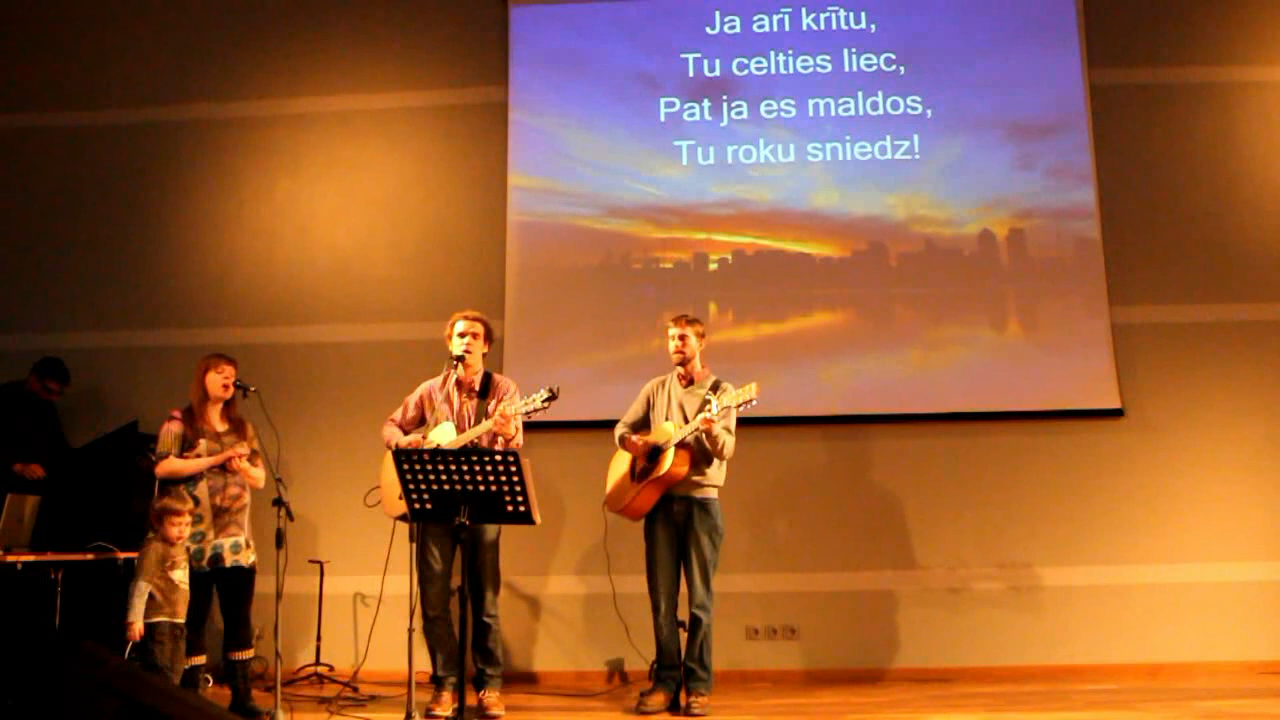 Ja arī krītu,
Tu celties liec,
Pat ja es maldos,
Tu roku sniedz!